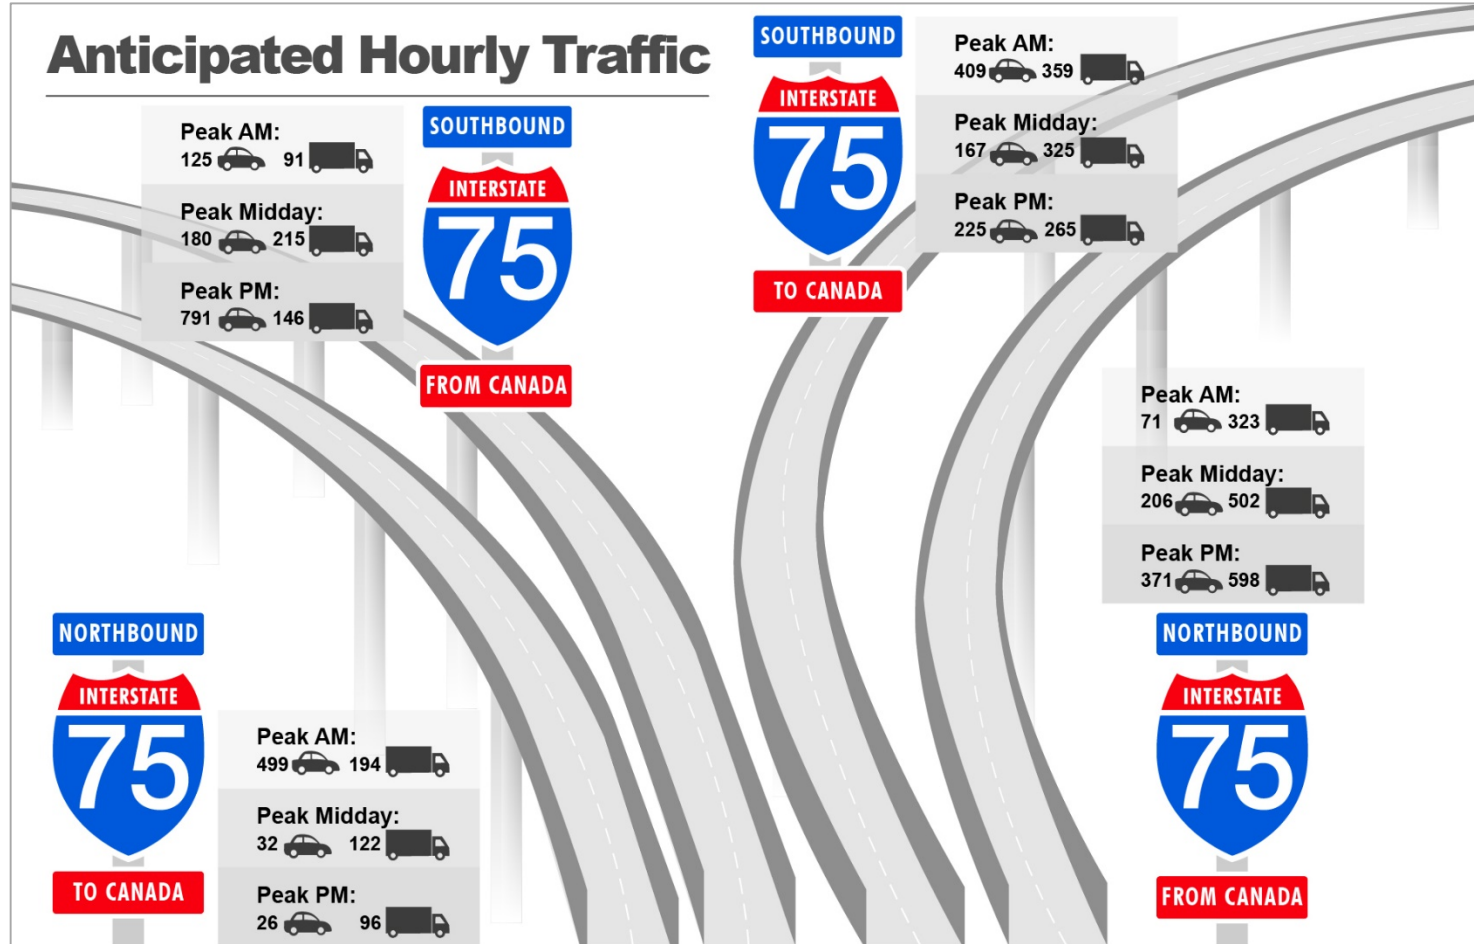 Anticipated Hourly Traffic
Peak AM:
125 91
Peak Midday:
180 215
Peak PM:
791 146
SOUTHBOUND
INTERSTATE
75
FROM CANADA
SOUTHBOUND
INTERSTATE
75
TO CANADA
Peak AM:
409 359
Peak Midday:
167 325
Peak PM:
225 265
NORTHBOUND
INTERSTATE
75
TO CANADA
Peak AM:
499 194
Peak Midday:
32 122
Peak PM:
26 96
Peak AM:
71 323
Peak Midday:
206 502
Peak PM:
371 598
NORTHBOUND
INTERSTATE
75
FROM CANADA